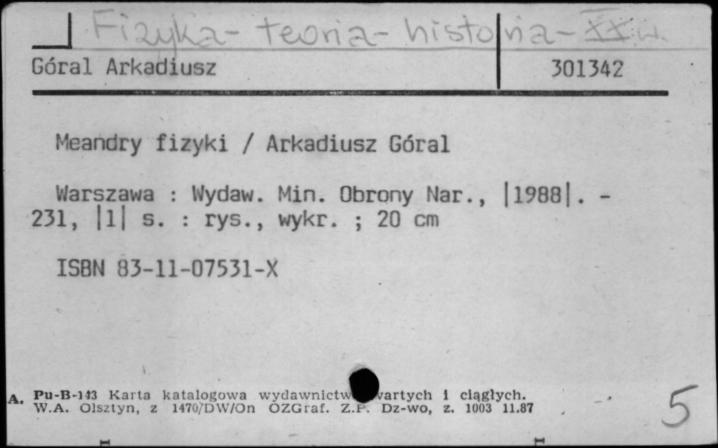 Fizyka - teoria - historia - XX w.
Góral Arkadiusz 301342
Meandry fizyki / Arkadiusz Góral
Warszawa : Wydaw. Min. Obrony Nar., |1988|. -
231, |1| s. : rys., wykr. ; 20 cm
ISBN 83-11-07531-X
A. Pu-B-143 Karta katalogowa wydawnictw wartych i ciągłych.
W.A. Olsztyn, z 1470/DW/On OZGraf. Z.P. Dz-wo, z. 1003 11.87
5